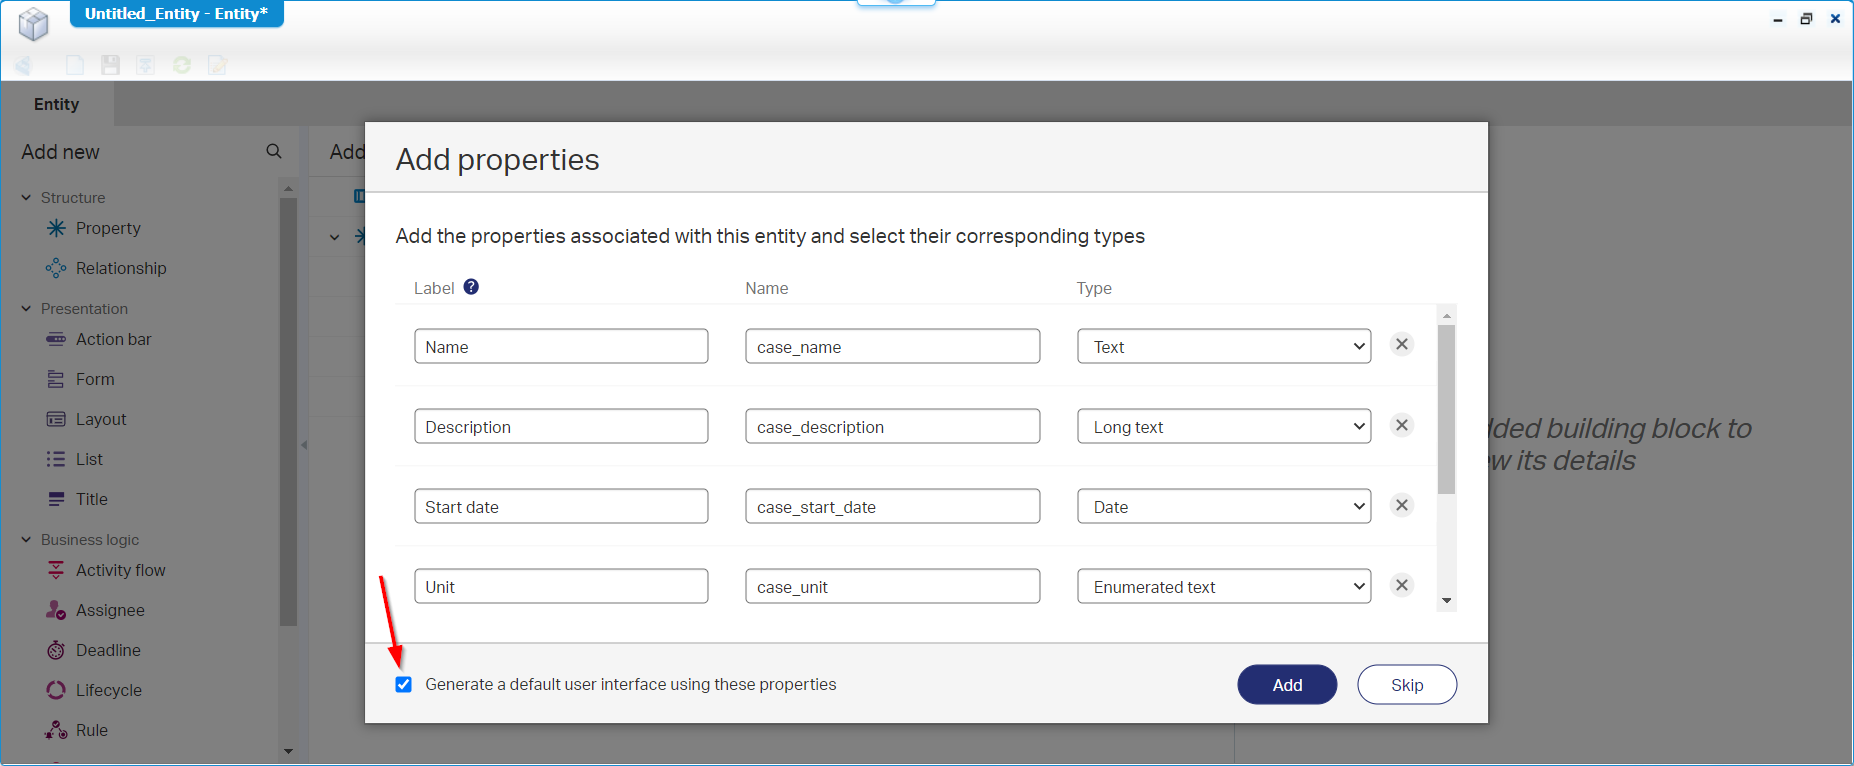 Untitled_Entity - Entity*
Entity
Add new
Structure
Property
Relationship
Presentation
Action bar
Form
Layout
List
Title
Business logic
Activity flow
Assignee
Deadline
Lifecycle
Rule
Add
Add properties
Add the properties associated with this entity and select their corresponding types
Label ? Name Type
Name case_name Text
Description case_description Long text
Start date case_start_date Date
Unit case_unit Enumerated text
Generate a default user interface using these properties Add Skip
building block to
its details